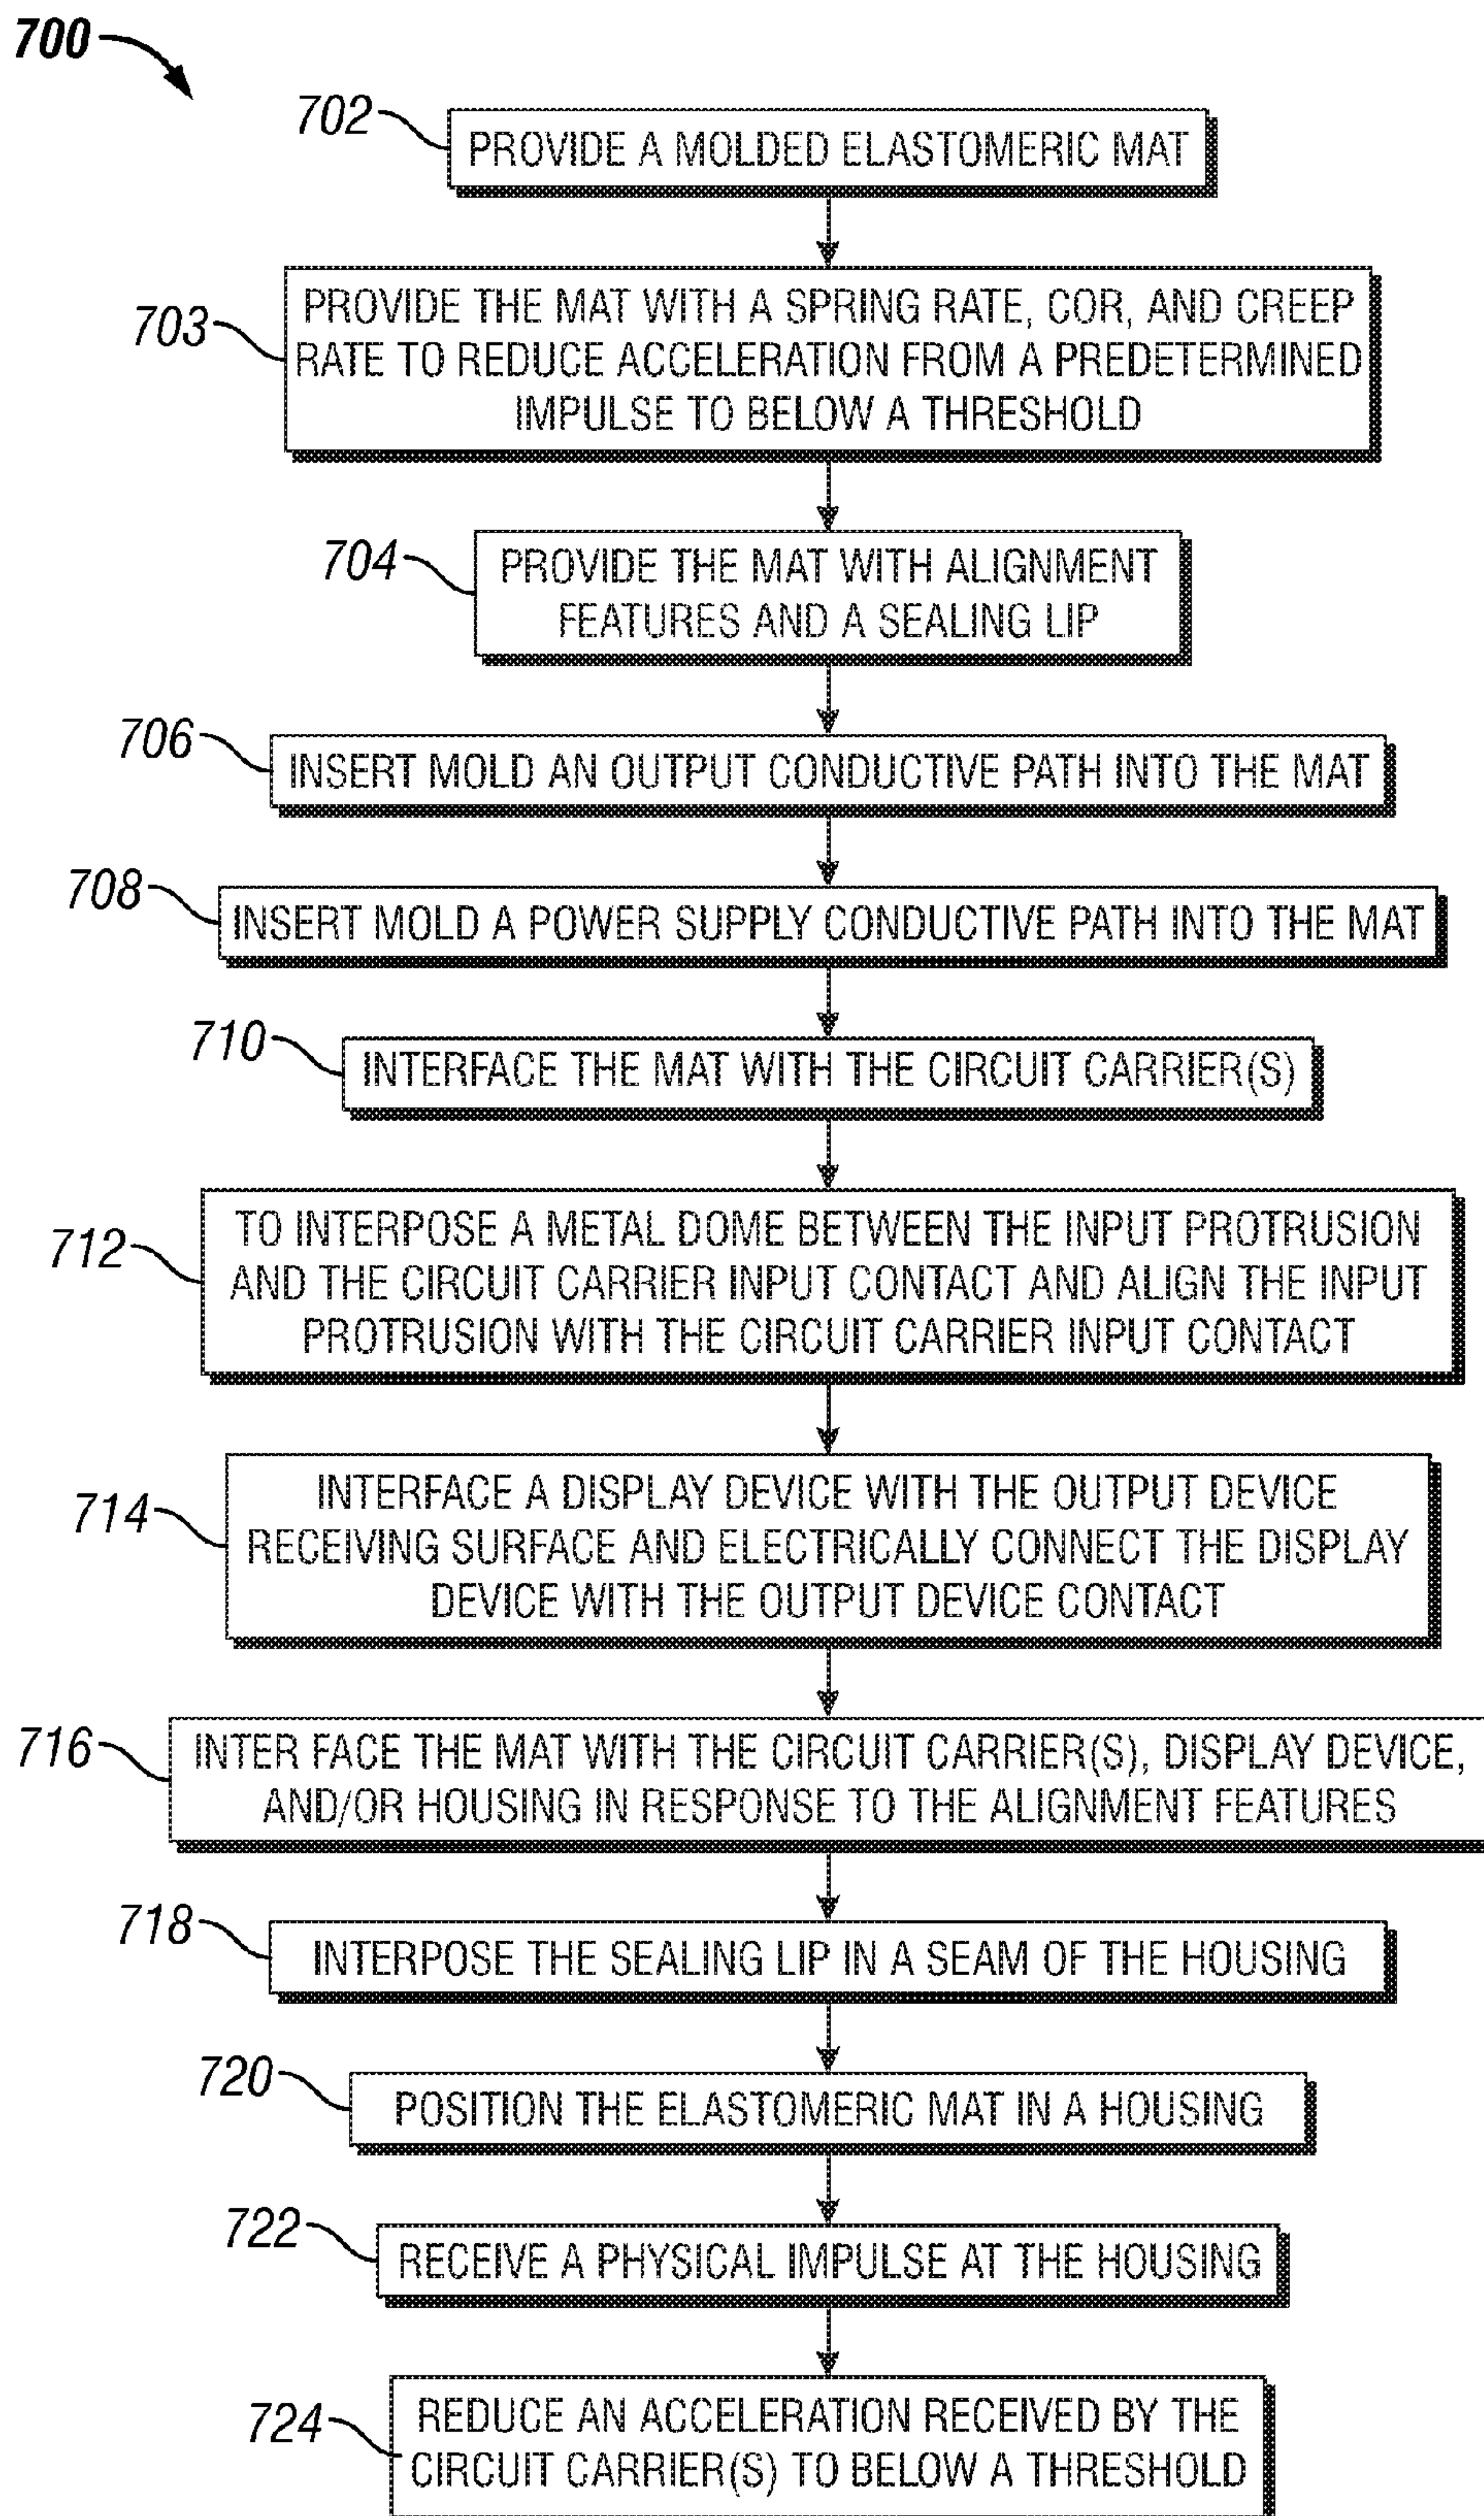 700
702
PROVIDE A MOLDED ELASTOMERIC MAT
703
PROVIDE THE MAT WITH A SPRING RATE, COR, AND CREEP
RATE TO REDUCE ACCELERATION FROM A PREDETERMINED
IMPULSE TO BELOW A THRESHOLD
704
PROVIDE THE MAT WITH ALIGNMENT
FEATURES AND A SEALING LIP
706
INSERT MOLD AN OUTPUT CONDUCTIVE PATH INTO THE MAT
708
INSERT MOLD A POWER SUPPLY CONDUCTIVE PATH INTO THE MAT
710
INTERFACE THE MAT WITH THE CIRCUIT CARRIER(S)
712
TO INTERPOSE A METAL DOME BETWEEN THE INPUT PROTRUSION
AND THE CIRCUIT CARRIER INPUT CONTACT AND ALIGN THE INPUT
PROTRUSION WITH THE CIRCUIT CARRIER INPUT CONTACT
714
INTERFACE A DISPLAY DEVICE WITH THE OUTPUT DEVICE
RECEIVING SURFACE AND ELECTRICALLY CONNECT THE DISPLAY
DEVICE WITH THE OUTPUT DEVICE CONTACT
716
INTER FACE THE MAT WITH THE CIRCUIT CARRIER(S), DISPLAY DEVICE,
AND/OR HOUSING IN RESPONSE TO THE ALIGNMENT FEATURES
718
INTERPOSE THE SEALING LIP IN A SEAM OF THE HOUSING
720
POSITION THE ELASTOMERIC MAT IN A HOUSING
722
RECEIVE A PHYSICAL IMPULSE AT THE HOUSING
724
REDUCE AN ACCELERATION RECEIVED BY THE
CIRCUIT CARRIER(S) TO BELOW A THRESHOLD